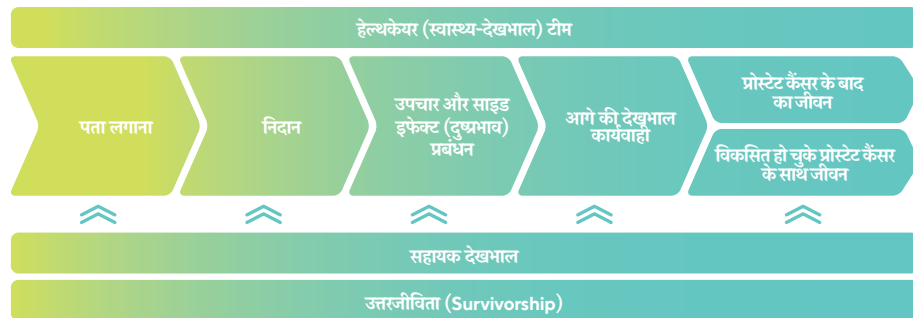 हेल्थकेयर (स्वास्थ्य-देखभाल) टीम
पता लगाना
निदान
उपचार और साइड
इफेक्ट (दुष्प्रभाव)
प्रबंधन
आगे की देखभाल
कार्यवाही
प्रोस्टेट कैंसर के बाद
का जीवन
विकसित हो चुके प्रोस्टेट कैंसर
के साथ जीवन
सहायक देखभाल
उत्तरजीविता (Survivorship)